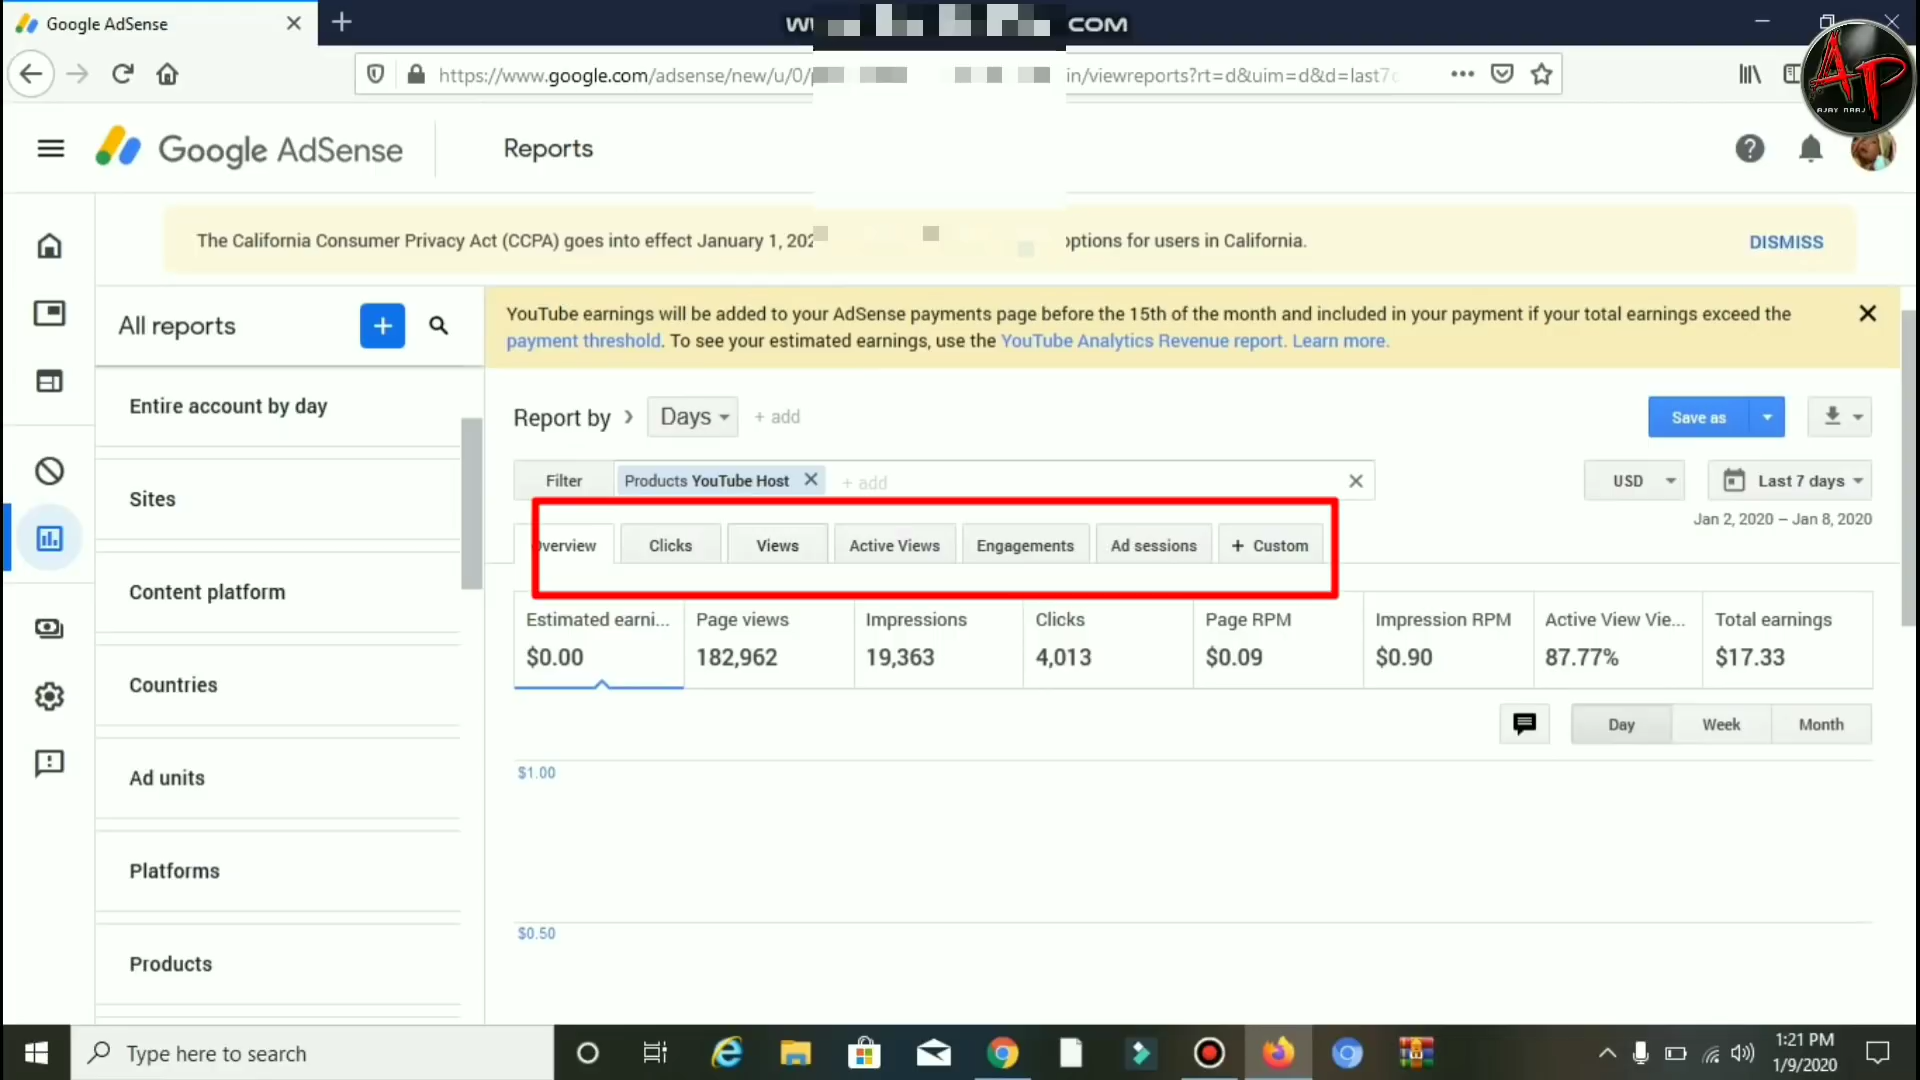 Google AdSense
.COM
https://www.google.com/adsense/new/u/0/
in/viewreports?rt=d&uim=d&d=last7
Google AdSense
Reports
The California Consumer Privacy Act (CCPA) goes into effect January 1,
options for users in California.
DISMISS
All reports
YouTube earnings will be added to your AdSense payments page before the 15th of the month and included in your payment if your total earnings exceed the
payment threshold. To see your estimated earnings, use the YouTube Analytics Revenue report. Learn more.
Entire account by day
Sites
Content platform
Countries
Ad units
Platforms
Products
Report by > Days + add
Save as
Filter Products YouTube Host + add
USD
Last 7 days
Jan 2, 2020 – Jan 8, 2020
Overview Clicks Views Active Views Engagements Ad sessions + Custom
Estimated earni... Page views Impressions Clicks Page RPM Impression RPM Active View Vie... Total earnings
$0.00 182,962 19,363 4,013 $0.09 $0.90 87.77% $17.33
Day Week Month
$1.00
$0.50
Type here to search
1:21 PM
1/9/2020
AP